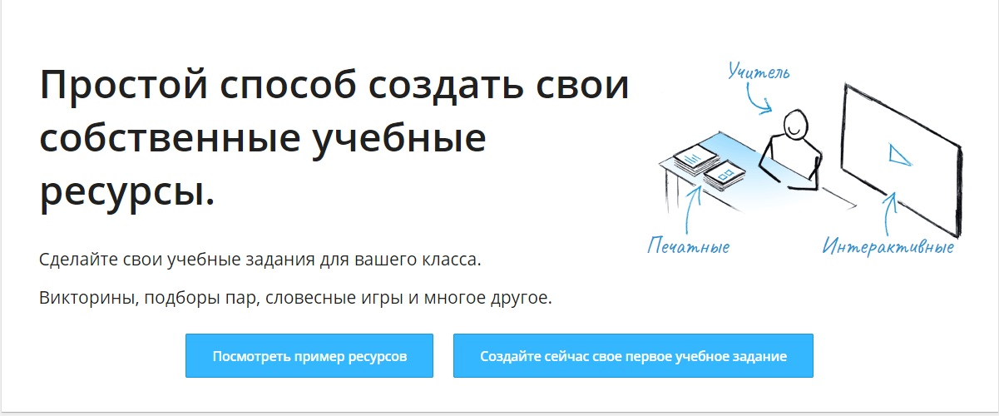 Простой способ создать свои
собственные учебные
ресурсы.
Сделайте свои учебные задания для вашего класса.
Викторины, подборы пар, словесные игры и многое другое.
Посмотреть пример ресурсов
Создайте сейчас свое первое учебное задание
Учитель
Печатные
Интерактивные